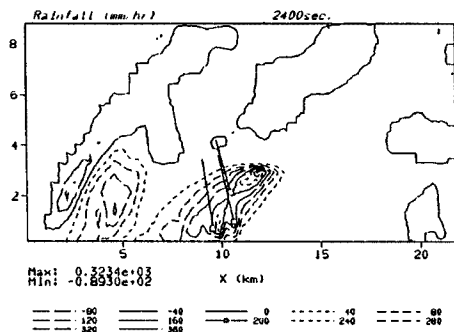 Rainfall (mm/hr) 2400sec.
8
6
4
2
5 10 15 20
Max: 0.3234e+03 X (km)
Min: -0.8930e+02
-80 -40 0 40 80
120 160 200 240 280
320 360